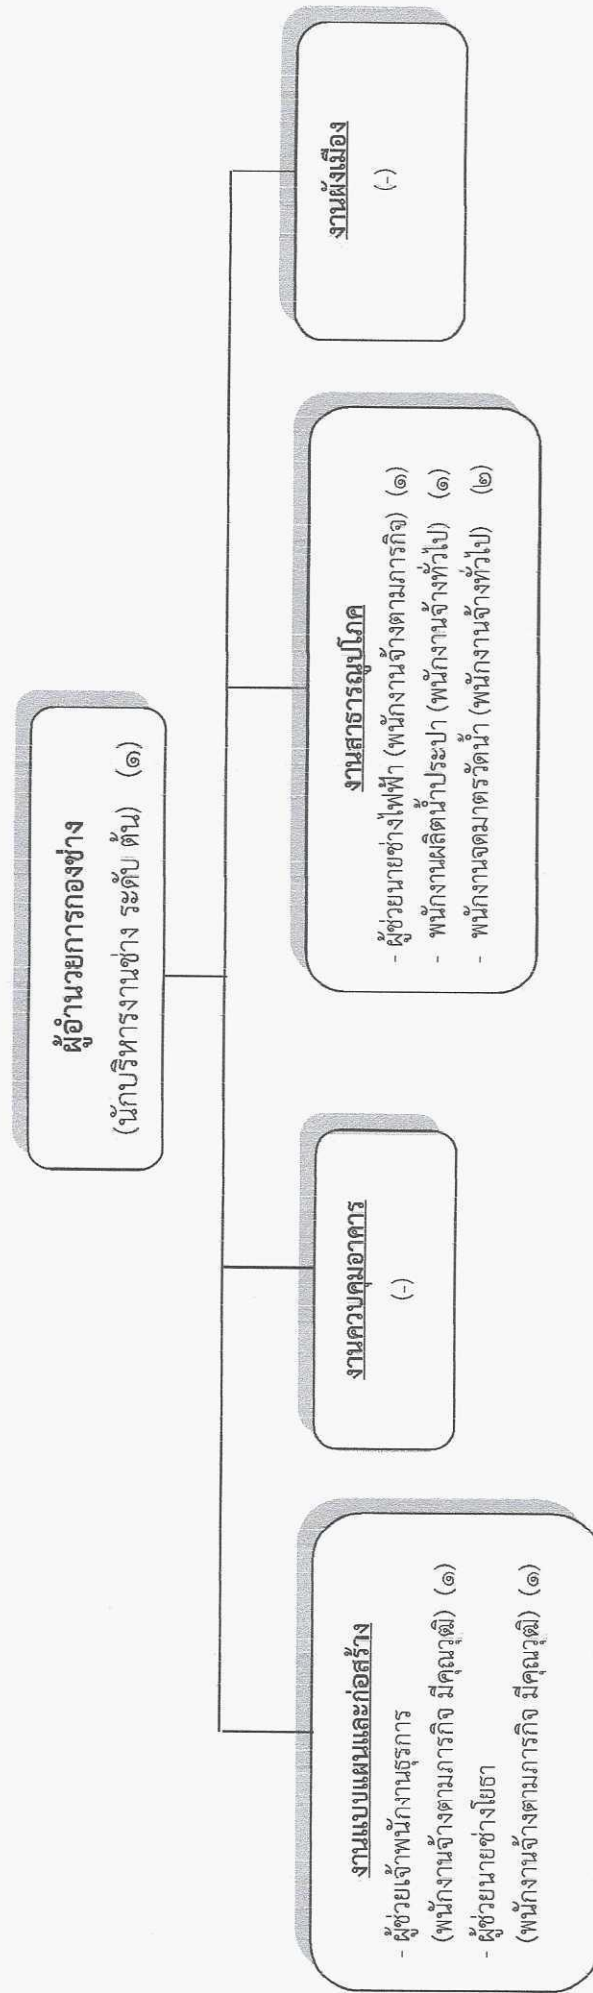 ผู้อำนวยการกองช่าง
(นักบริหารงานช่าง ระดับ ต้น) (๑)
งานแบบแผนและก่อสร้าง
- ผู้ช่วยเจ้าพนักงานธุรการ
(พนักงานจ้างตามภารกิจ มีคุณวุฒิ) (๑)
- ผู้ช่วยนายช่างโยธา
(พนักงานจ้างตามภารกิจ มีคุณวุฒิ) (๑)
งานควบคุมอาคาร
(-)
งานสาธารณูปโภค
- ผู้ช่วยนายช่างไฟฟ้า (พนักงานจ้างตามภารกิจ) (๑)
- พนักงานผลิตน้ำประปา (พนักงานจ้างทั่วไป) (๑)
- พนักงานจดมาตรวัดน้ำ (พนักงานจ้างทั่วไป) (๒)
งานผังเมือง
(-)